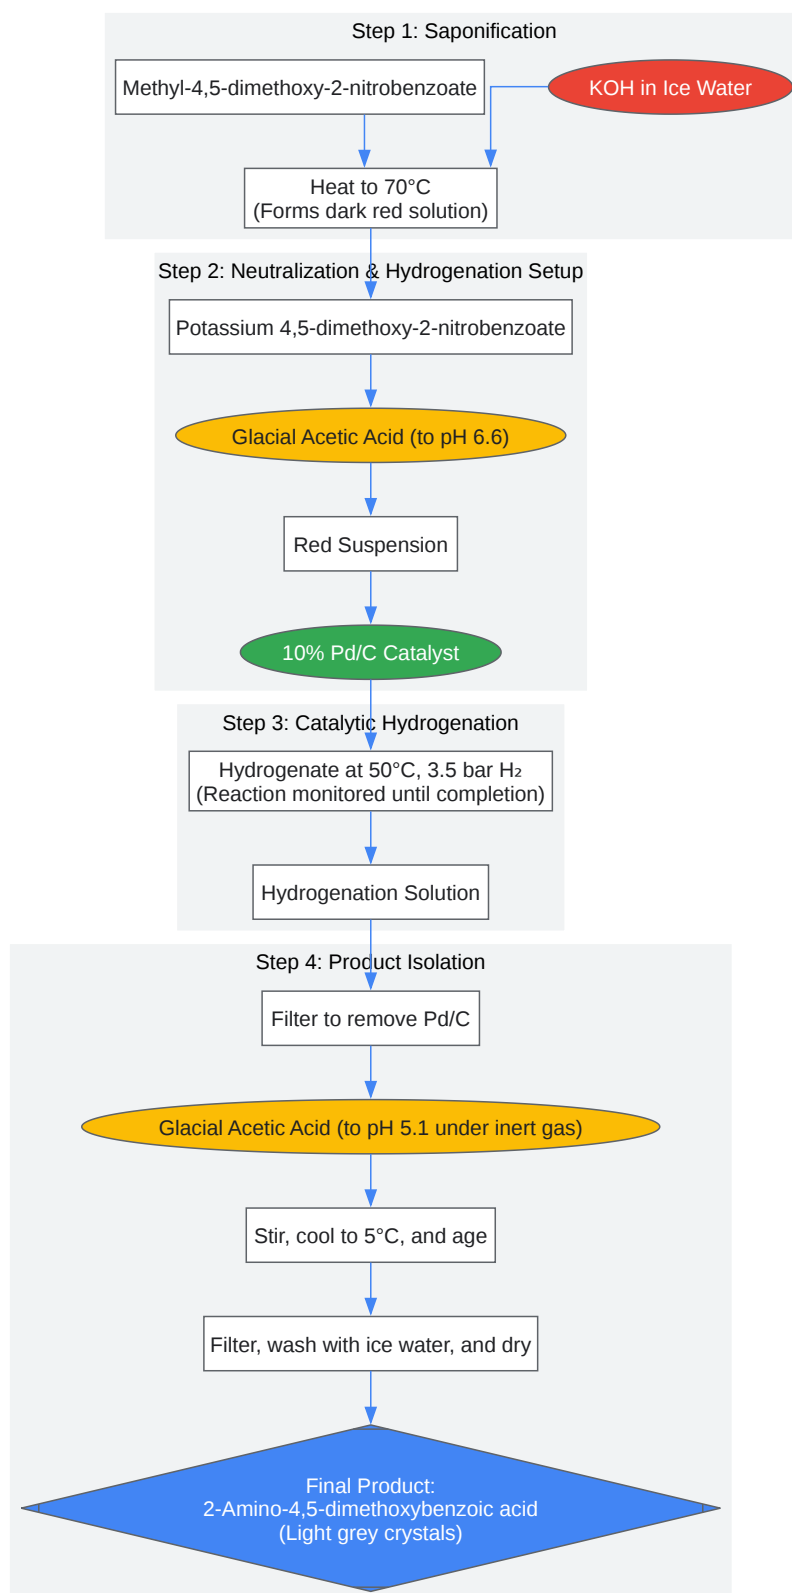 Step 1: Saponification
Methyl-4,5-dimethoxy-2-nitrobenzoate
KOH in Ice Water
Heat to 70°C
(Forms dark red solution)
Step 2: Neutralization & Hydrogenation Setup
Potassium 4,5-dimethoxy-2-nitrobenzoate
Glacial Acetic Acid (to pH 6.6)
Red Suspension
10% Pd/C Catalyst
Step 3: Catalytic Hydrogenation
Hydrogenate at 50°C, 3.5 bar H₂
(Reaction monitored until completion)
Hydrogenation Solution
Step 4: Product Isolation
Filter to remove Pd/C
Glacial Acetic Acid (to pH 5.1 under inert gas)
Stir, cool to 5°C, and age
Filter, wash with ice water, and dry
Final Product:
2-Amino-4,5-dimethoxybenzoic acid
(Light grey crystals)